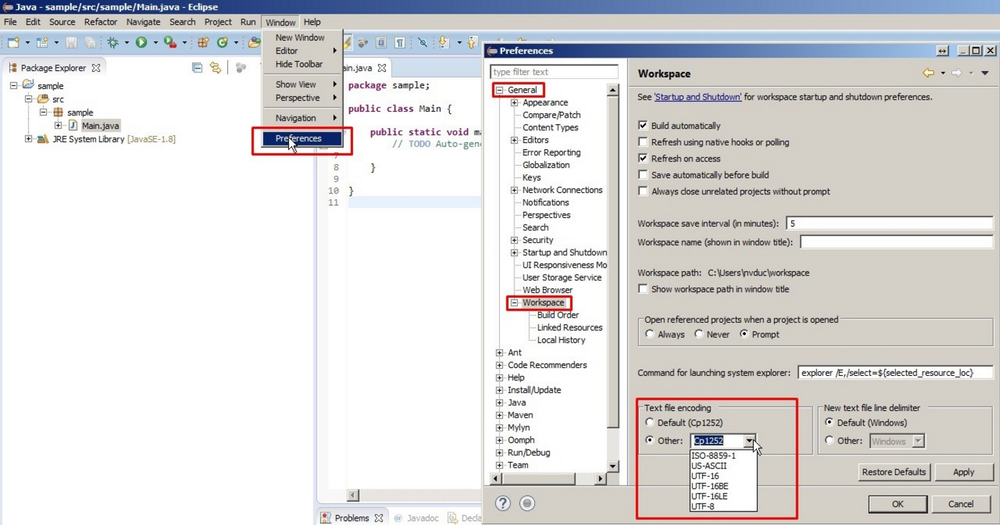 Java - sample/src/sample/Main.java - Eclipse
File Edit Source Refactor Navigate Search Project Run Window Help
New Window
Editor
Hide Toolbar
Show View
Perspective
Navigation
Preferences
Package Explorer
sample
src
sample
Main.java
JRE System Library [JavaSE-1.8]
ain.java
package sample;
public class Main {
public static void ma
// TODO Auto-gene
7
8 }
9
10 }
11
Problems @ Javadoc Decla
Preferences
type filter text
General
Appearance
Compare/Patch
Content Types
Editors
Error Reporting
Globalization
Keys
Network Connections
Notifications
Perspectives
Search
Security
Startup and Shutdown
UI Responsiveness Mo
User Storage Service
Web Browser
Workspace
Build Order
Linked Resources
Local History
Ant
Code Recommenders
Help
Install/Update
Java
Maven
Mylyn
Oomph
Run/Debug
Team
Workspace
See 'Startup and Shutdown' for workspace startup and shutdown preferences.
Build automatically
Refresh using native hooks or polling
Refresh on access
Save automatically before build
Always close unrelated projects without prompt
Workspace save interval (in minutes): 5
Workspace name (shown in window title):
Workspace path: C:\Users\nvduc\workspace
Show workspace path in window title
Open referenced projects when a project is opened
Always Never Prompt
Command for launching system explorer: explorer /E,/select=${selected_resource_loc}
Text file encoding
Default (Cp1252)
Other: Cp1252
ISO-8859-1
US-ASCII
UTF-16
UTF-16BE
UTF-16LE
UTF-8
New text file line delimiter
Default (Windows)
Other: Windows
Restore Defaults Apply
OK Cancel